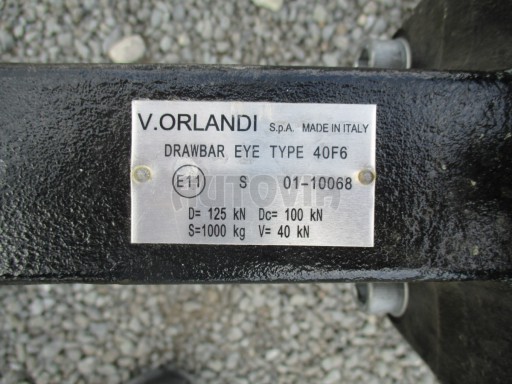 V.ORLANDI S.p.A. MADE IN ITALY
DRAWBAR EYE TYPE 40F6
E11 S 01-10068
AUTOVIA
D= 125 kN Dc= 100 kN
S=1000 kg V= 40 kN